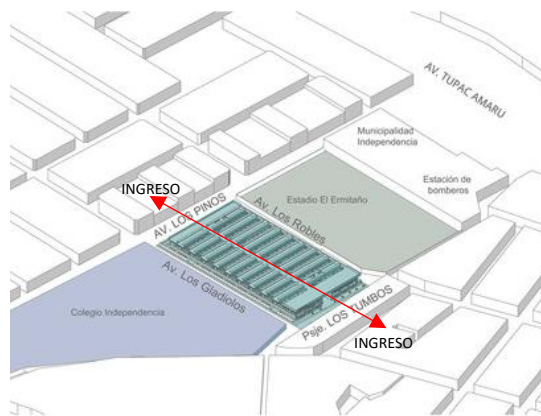 AV. TUPAC AMARU
Municipalidad
Independencia
Estación de
bomberos
INGRESO
Estadio El Ermitaño
AV. LOS PINOS
Av. Los Robles
Av. Los Gladiolos
Colegio Independencia
Psje. LOS TUMBOS
INGRESO